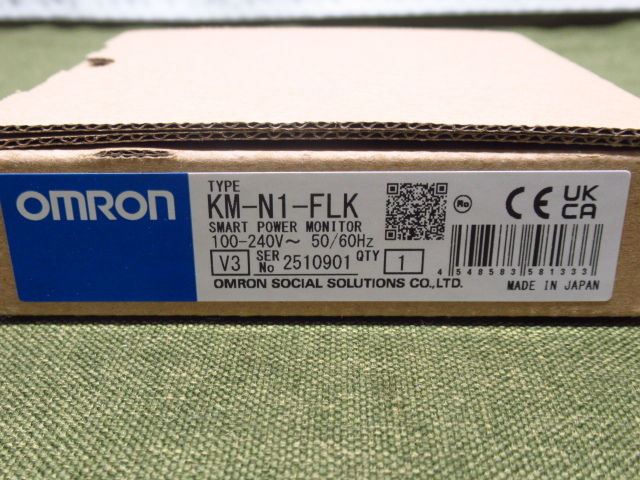 OMRON
TYPE
KM-N1-FLK
SMART POWER MONITOR
100-240V~ 50/60Hz
V3 SER No 2510901 QTY 1
OMRON SOCIAL SOLUTIONS CO.,LTD.
CE UK CA
4 548583 581333
MADE IN JAPAN